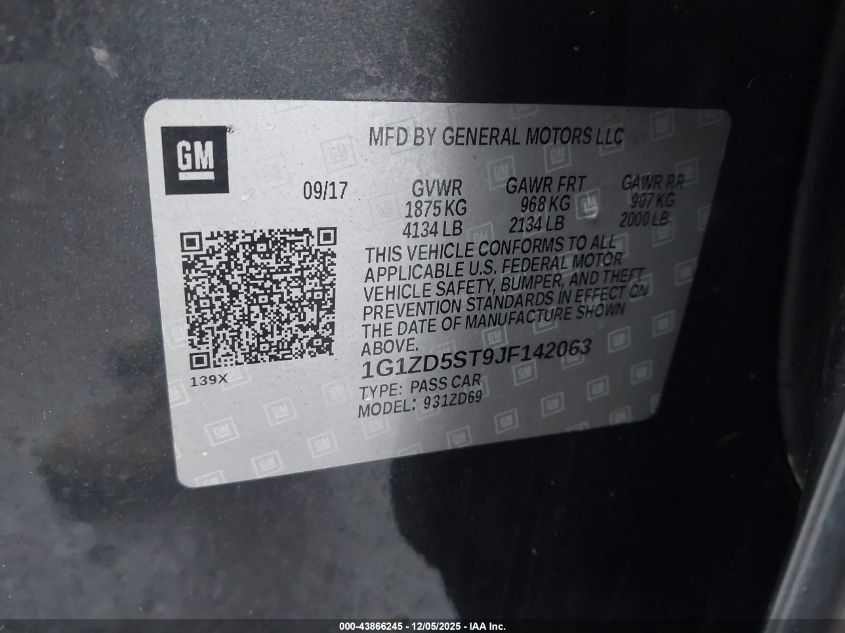 GM
MFD BY GENERAL MOTORS LLC
09/17
GVWR GAWR FRT GAWR RR
1875 KG 968 KG 907 KG
4134 LB 2134 LB 2000 LB
THIS VEHICLE CONFORMS TO ALL
APPLICABLE U.S. FEDERAL MOTOR
VEHICLE SAFETY, BUMPER, AND THEFT
PREVENTION STANDARDS IN EFFECT ON
THE DATE OF MANUFACTURE SHOWN
ABOVE.
139X
1G1ZD5ST9JF142063
TYPE: PASS CAR
MODEL: 931ZD69
000-43866245 - 12/05/2025 - IAA Inc.